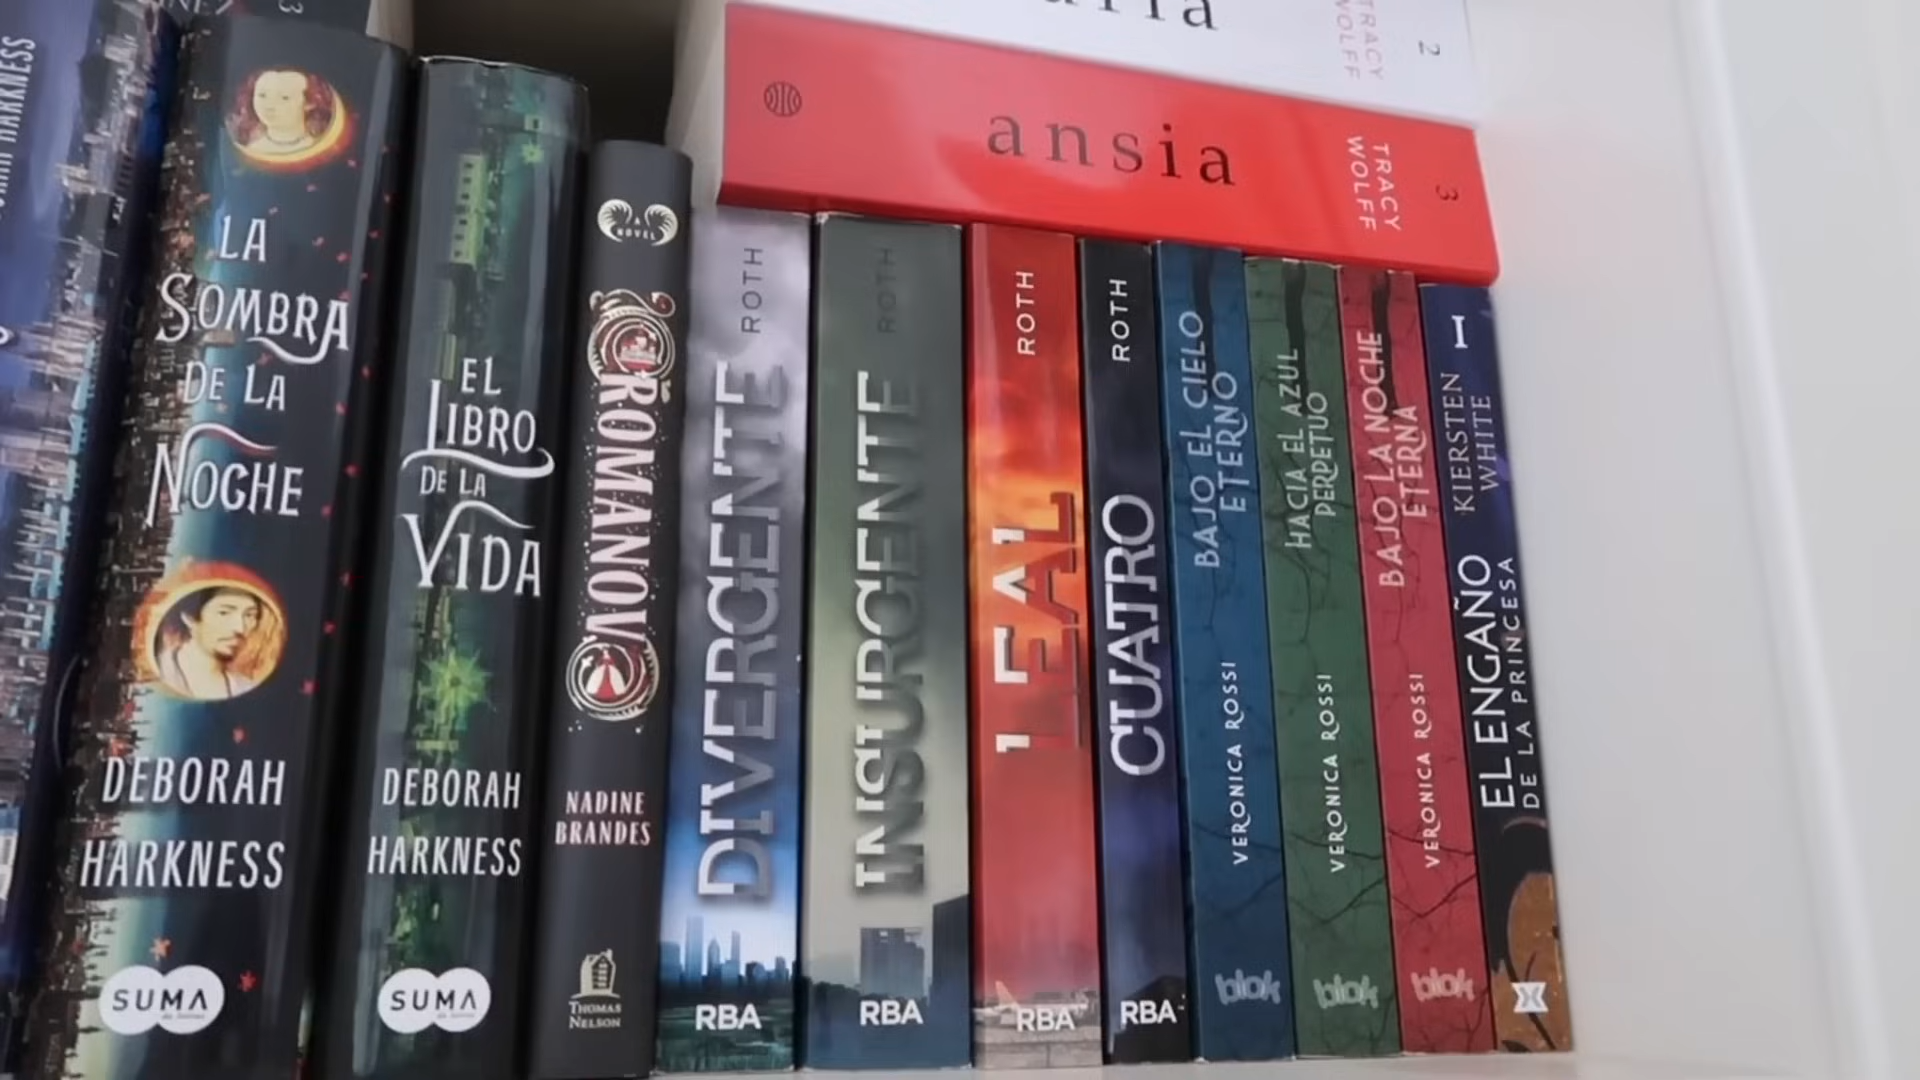 HARKNESS
3
LA
SOMBRA
DE LA
NOCHE
DEBORAH
HARKNESS
SUMA
EL
LIBRO
DE LA
VIDA
DEBORAH
HARKNESS
SUMA
A
NOVEL
ROMANOV
NADINE
BRANDES
THOMAS
NELSON
TRACY
WOLFF
2
ansia
TRACY
WOLFF
3
ROTH
DIVERGENTE
RBA
ROTH
INSURGENTE
RBA
ROTH
LEAL
RBA
ROTH
CUATRO
RBA
BAJO EL CIELO
ETERNO
VERONICA ROSSI
blok
HACIA EL AZUL
PERPETUO
VERONICA ROSSI
blok
BAJO LA NOCHE
ETERNA
VERONICA ROSSI
blok
I
KIERSTEN
WHITE
EL ENGAÑO
DE LA PRINCESA